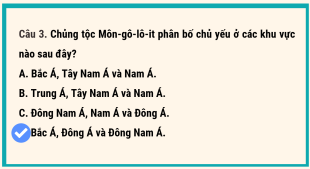 Câu 3. Chủng tộc Môn-gô-lô-it phân bố chủ yếu ở các khu vực
nào sau đây?
A. Bắc Á, Tây Nam Á và Nam Á.
B. Trung Á, Tây Nam Á và Nam Á.
C. Đông Nam Á, Nam Á và Đông Á.
Bắc Á, Đông Á và Đông Nam Á.